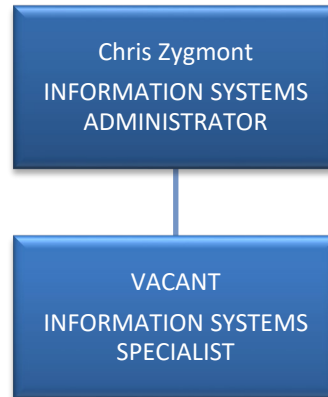 Chris Zygmont
INFORMATION SYSTEMS
ADMINISTRATOR
VACANT
INFORMATION SYSTEMS
SPECIALIST